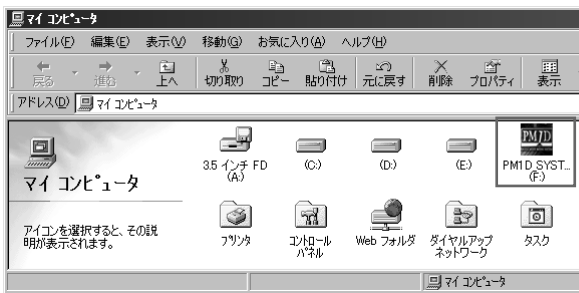 マイ コンピュータ
ファイル(F) 編集(E) 表示(V) 移動(G) お気に入り(A) ヘルプ(H)
戻る 進む 上へ 切り取り コピー 貼り付け 元に戻す 削除 プロパティ 表示
アドレス(D) マイ コンピュータ
マイ コンピュータ
アイコンを選択すると、その説
明が表示されます。
3.5 インチ FD
(A:)
(C:)
(D:)
(E:)
PM1D
PM1D_SYST...
(F:)
プリンタ
コントロール
パネル
Web フォルダ
ダイヤルアップ
ネットワーク
タスク
マイ コンピュータ